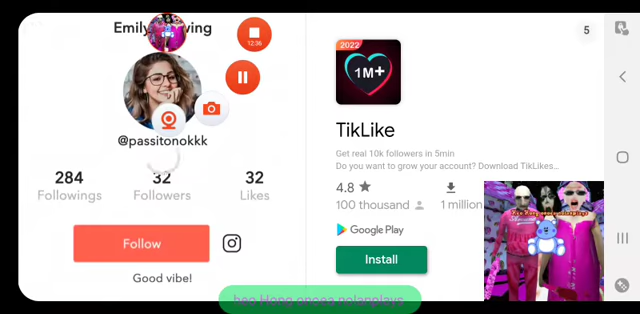 Emily
12:36
@passitonokkk
284
Followings
32
Followers
32
Likes
Follow
Good vibe!
5
2022
1M+
TikLike
Get real 10k followers in 5min
Do you want to grow your account? Download TikLikes...
4.8
100 thousand
1 million
Google Play
Install